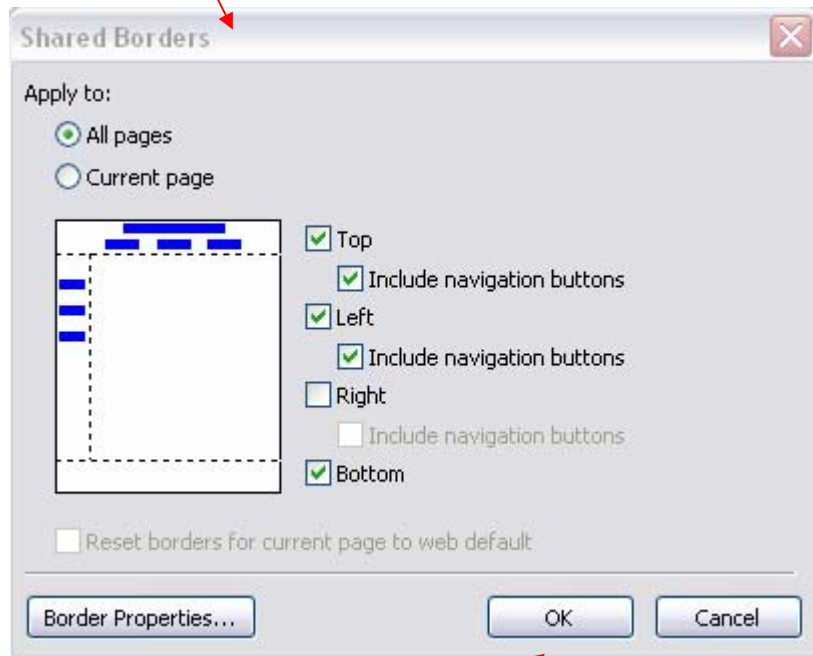 Shared Borders
Apply to:
All pages
Current page
Top
Include navigation buttons
Left
Include navigation buttons
Right
Include navigation buttons
Bottom
Reset borders for current page to web default
Border Properties...
OK
Cancel